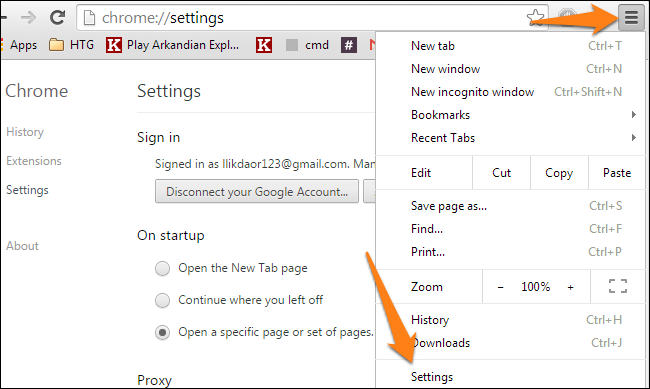 chrome://settings
Apps HTG Play Arkandian Expl... cmd
Chrome
History
Extensions
Settings
About
Settings
Sign in
Signed in as llikdaor123@gmail.com.
Disconnect your Google Account...
On startup
Open the New Tab page
Continue where you left off
Open a specific page or set of pages.
Proxy
New tab Ctrl+T
New window Ctrl+N
New incognito window Ctrl+Shift+N
Bookmarks
Recent Tabs
Edit Cut Copy Paste
Save page as... Ctrl+S
Find... Ctrl+F
Print... Ctrl+P
Zoom − 100% +
History Ctrl+H
Downloads Ctrl+J
Settings